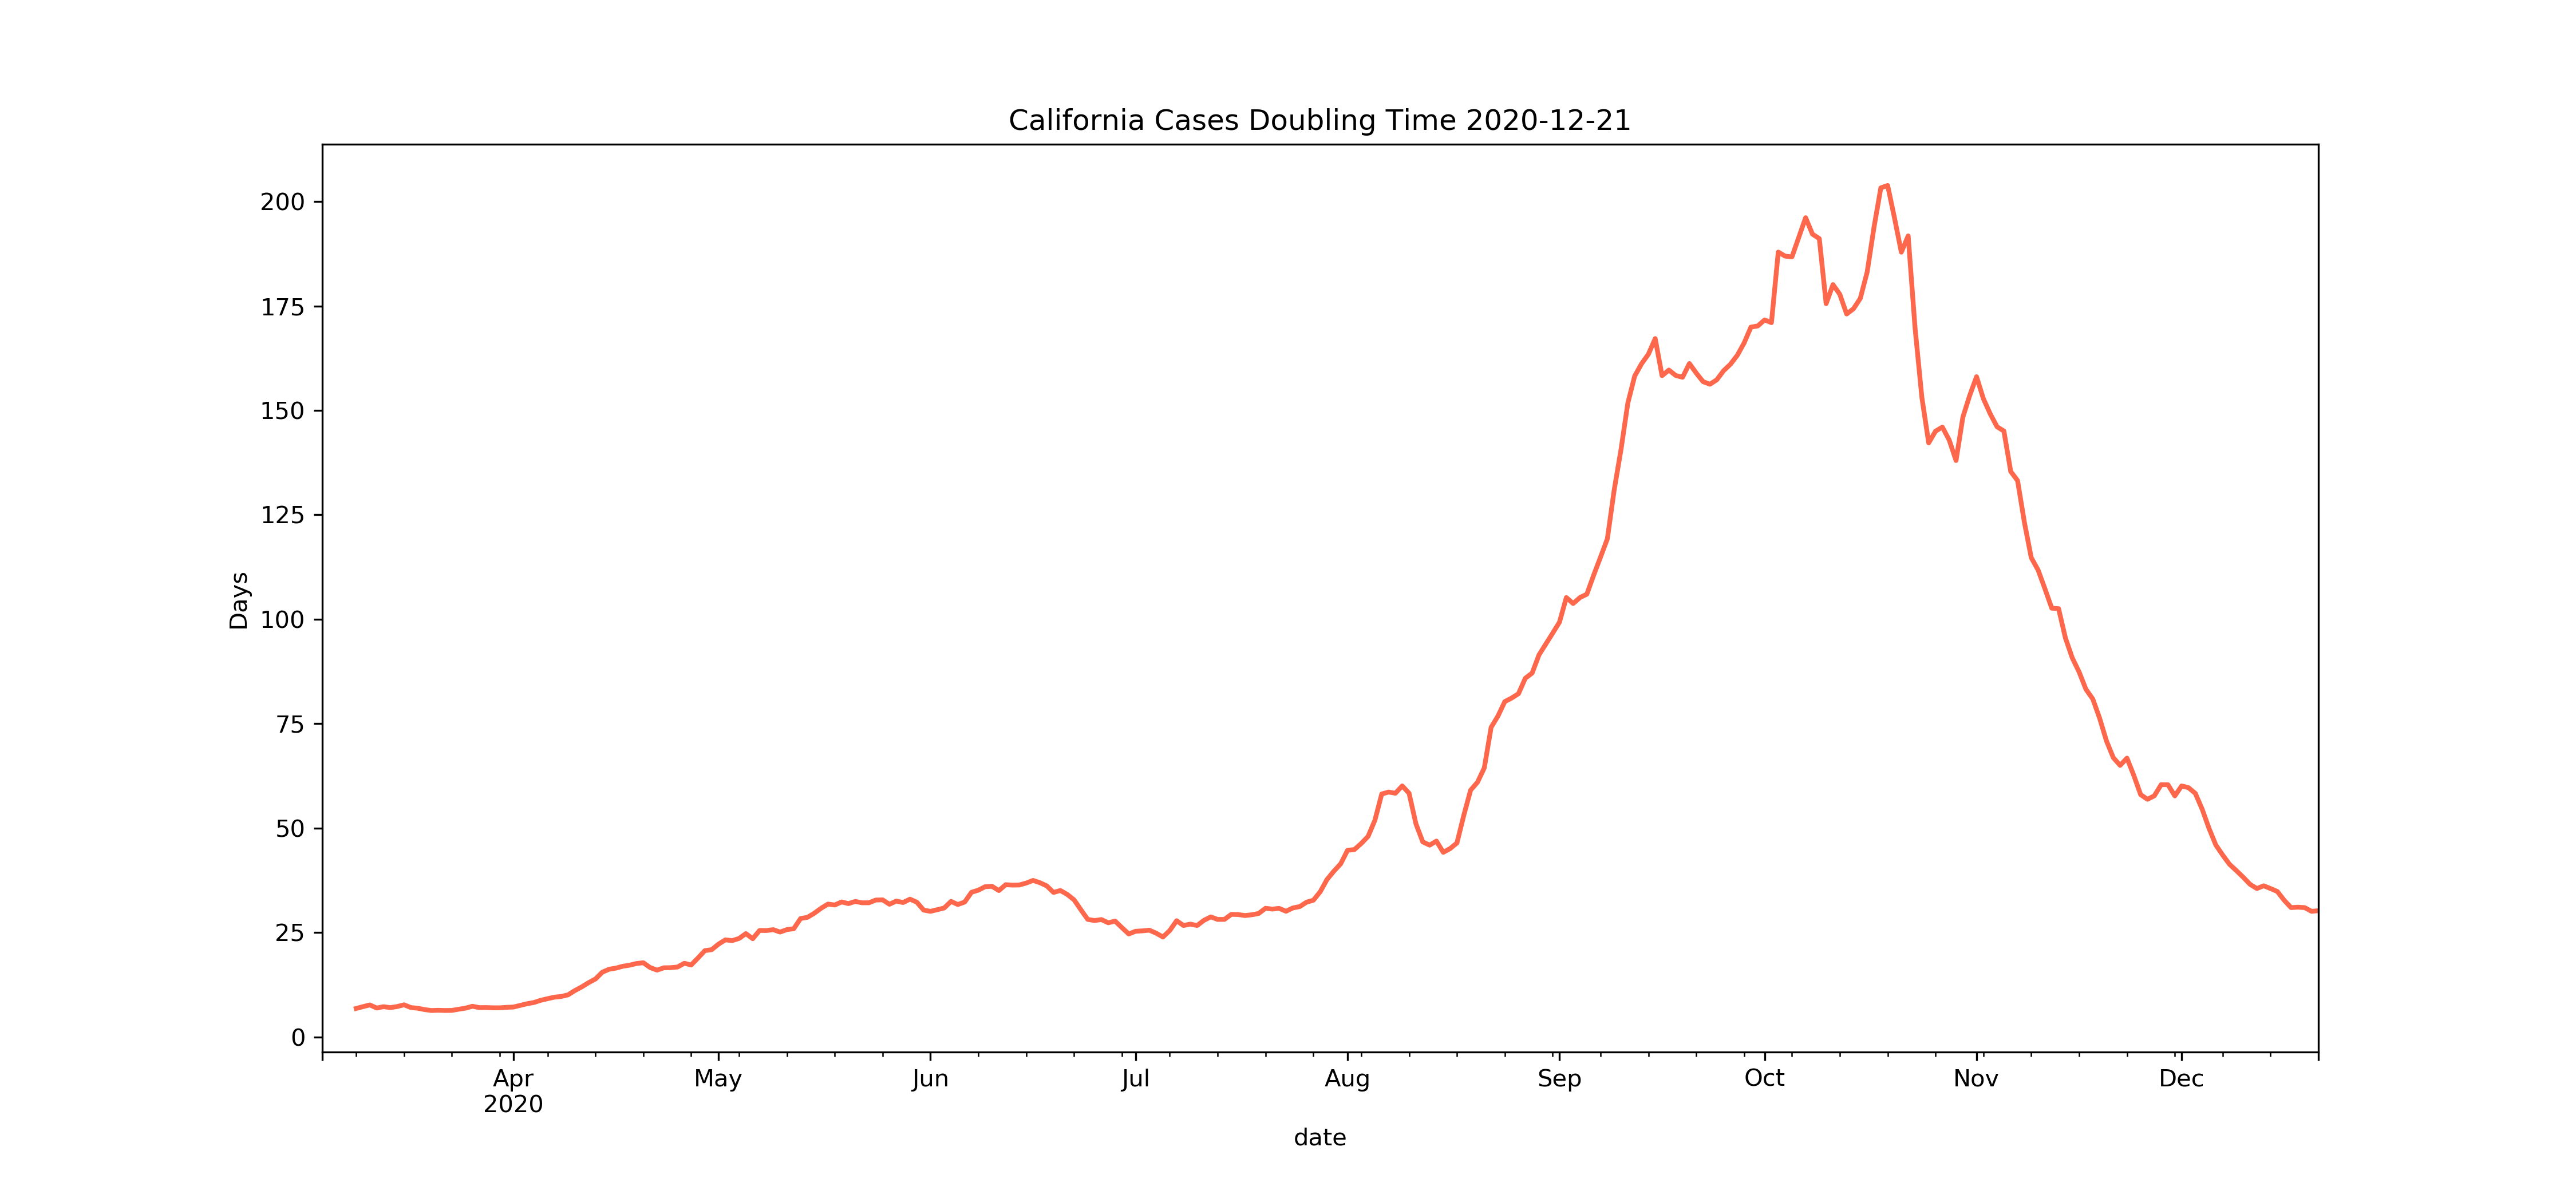 California Cases Doubling Time 2020-12-21
200
175
150
125
100
75
50
25
0
Days
Apr May Jun Jul Aug Sep Oct Nov Dec
2020
date